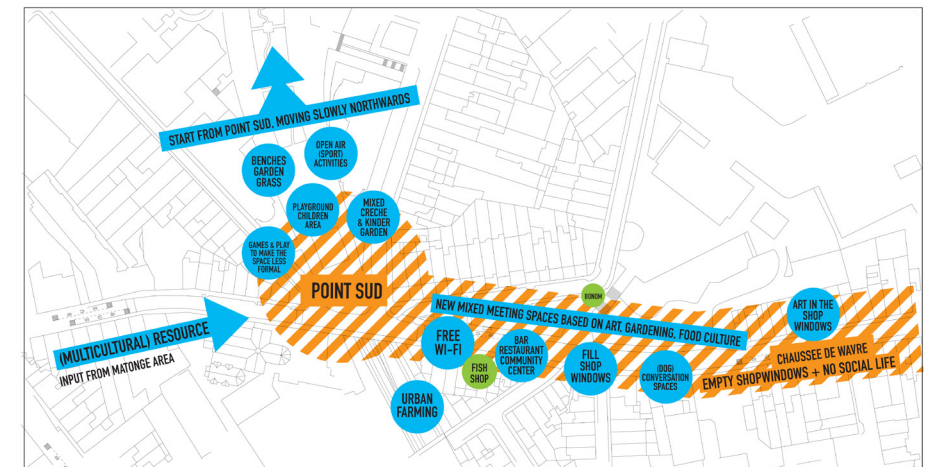 START FROM POINT SUD, MOVING SLOWLY NORTHWARDS
OPEN AIR
(SPORT)
ACTIVITIES
BENCHES
GARDEN
GRASS
PLAYGROUND
CHILDREN
AREA
MIXED
CRECHE
& KINDER
GARDEN
GAMES & PLAY
TO MAKE THE
SPACE LESS
FORMAL
POINT SUD
BONOM
NEW MIXED MEETING SPACES BASED ON ART, GARDENING, FOOD CULTURE
ART IN THE
SHOP
WINDOWS
(MULTICULTURAL) RESOURCE
INPUT FROM MATONGE AREA
FREE
WI-FI
BAR
RESTAURANT
COMMUNITY
CENTER
FISH
SHOP
FILL
SHOP
WINDOWS
(DOG)
CONVERSATION
SPACES
CHAUSSEE DE WAVRE
EMPTY SHOPWINDOWS + NO SOCIAL LIFE
URBAN
FARMING